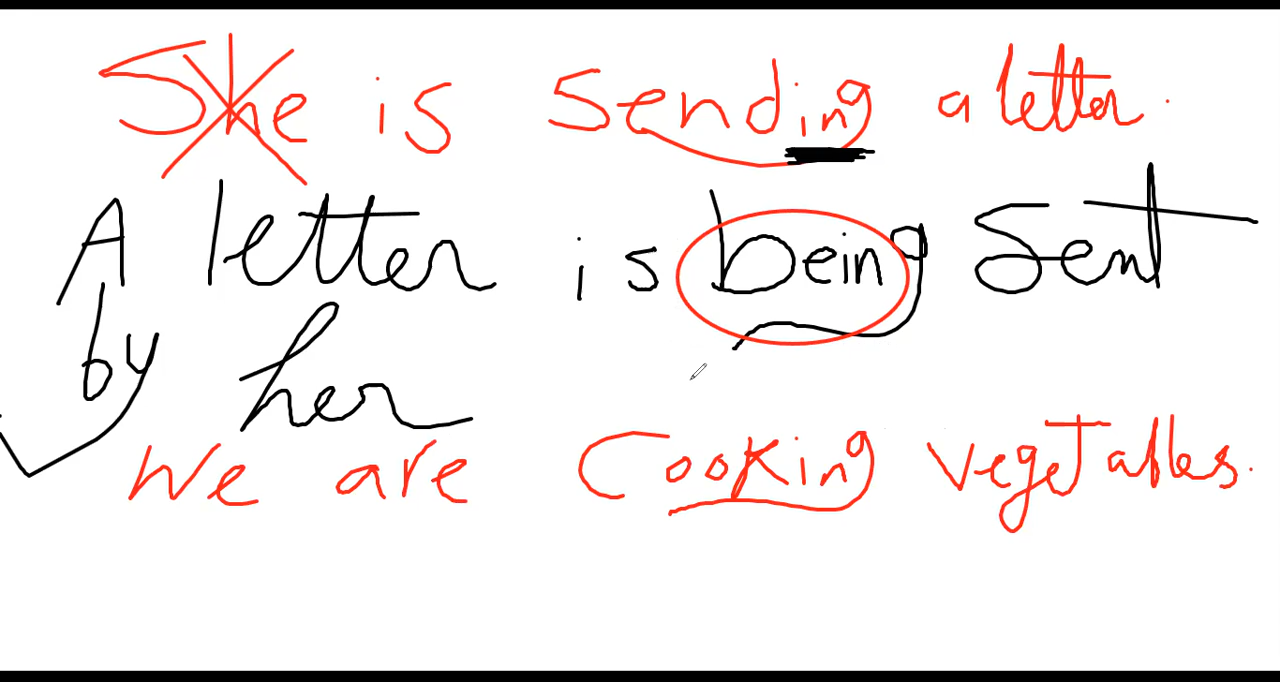 She is Sending a letter.
A letter is being Sent
by her
We are Cooking vegetables.